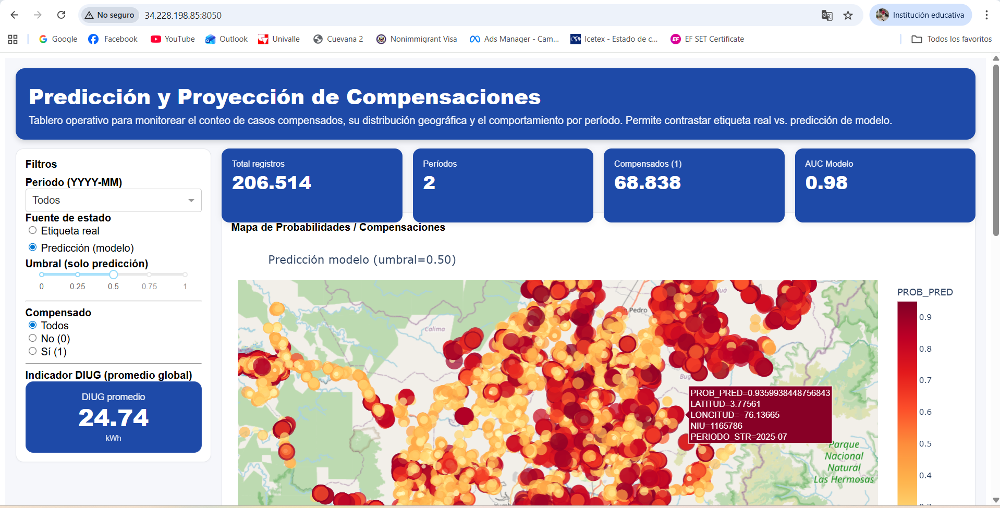 No seguro
34.228.198.85:8050
Institución educativa
Google
Facebook
YouTube
Outlook
Univalle
Cuevana 2
Nonimmigrant Visa
Ads Manager - Cam...
Icetex - Estado de c...
EF SET Certificate
Todos los favoritos
Predicción y Proyección de Compensaciones
Tablero operativo para monitorear el conteo de casos compensados, su distribución geográfica y el comportamiento por período. Permite contrastar etiqueta real vs. predicción de modelo.
Filtros
Periodo (YYYY-MM)
Todos
Fuente de estado
Etiqueta real
Predicción (modelo)
Umbral (solo predicción)
0 0.25 0.5 0.75 1
Compensado
Todos
No (0)
Sí (1)
Indicador DIUG (promedio global)
DIUG promedio
24.74
kWh
Total registros
206.514
Períodos
2
Compensados (1)
68.838
AUC Modelo
0.98
Mapa de Probabilidades / Compensaciones
Predicción modelo (umbral=0.50)
Pedro
Calima
PROB_PRED=0.9359938448756843
LATITUD=3.77561
LONGITUD=−76.13665
NIU=1165786
PERIODO_STR=2025-07
Parque
Nacional
Natural
Las Hermosas
PROB_PRED
0.9
0.8
0.7
0.6
0.5
0.4